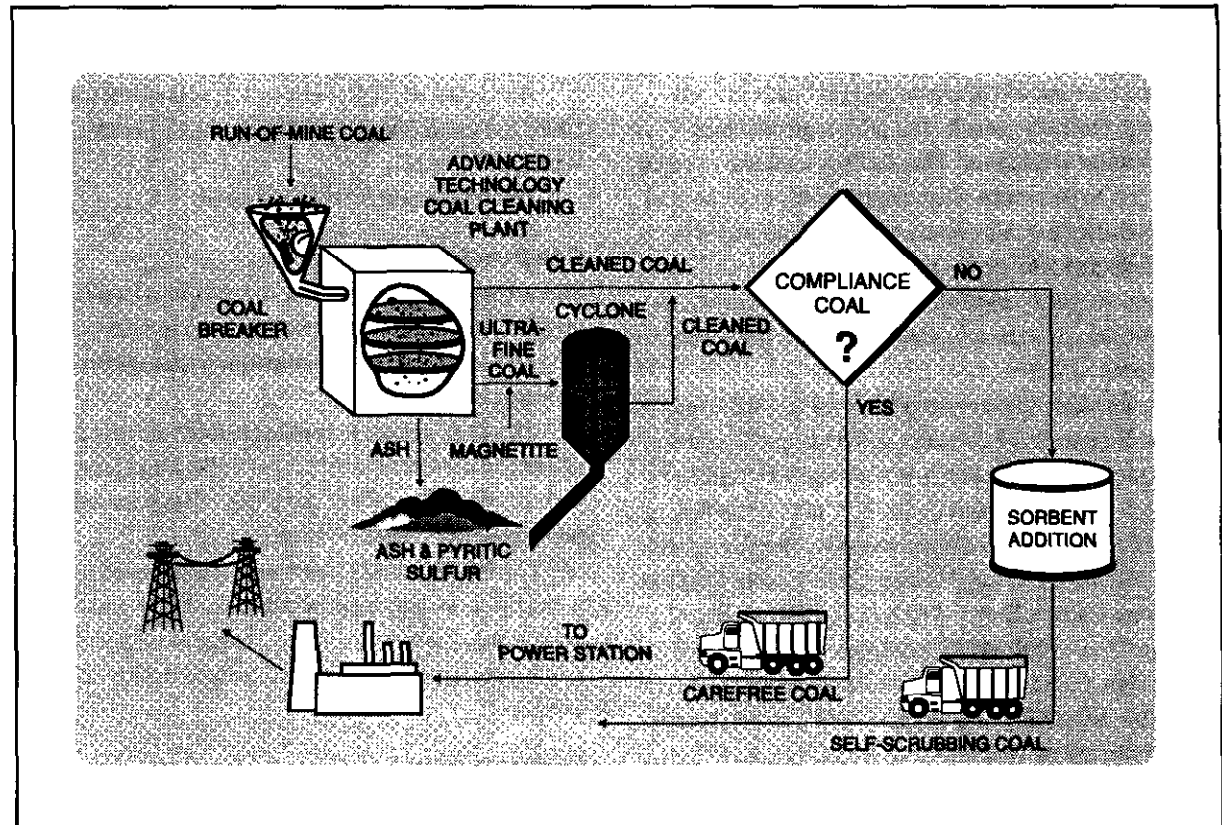 RUN-OF-MINE COAL
ADVANCED
TECHNOLOGY
COAL CLEANING
PLANT
COAL
BREAKER
CLEANED COAL
CYCLONE
ULTRA-
FINE
COAL
CLEANED
COAL
COMPLIANCE
COAL
?
NO
YES
ASH
MAGNETITE
ASH & PYRITIC
SULFUR
SORBENT
ADDITION
TO
POWER STATION
CAREFREE COAL
SELF-SCRUBBING COAL